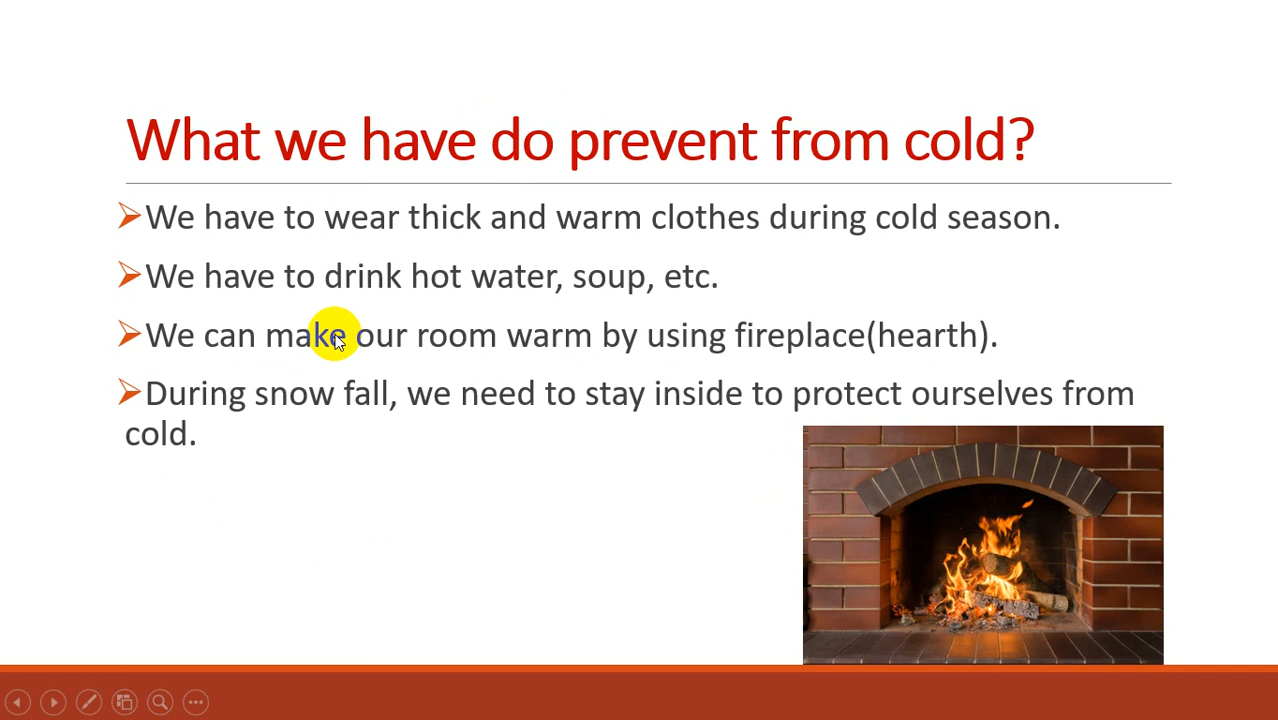 What we have do prevent from cold?
We have to wear thick and warm clothes during cold season.
We have to drink hot water, soup, etc.
We can make our room warm by using fireplace(hearth).
During snow fall, we need to stay inside to protect ourselves from
cold.